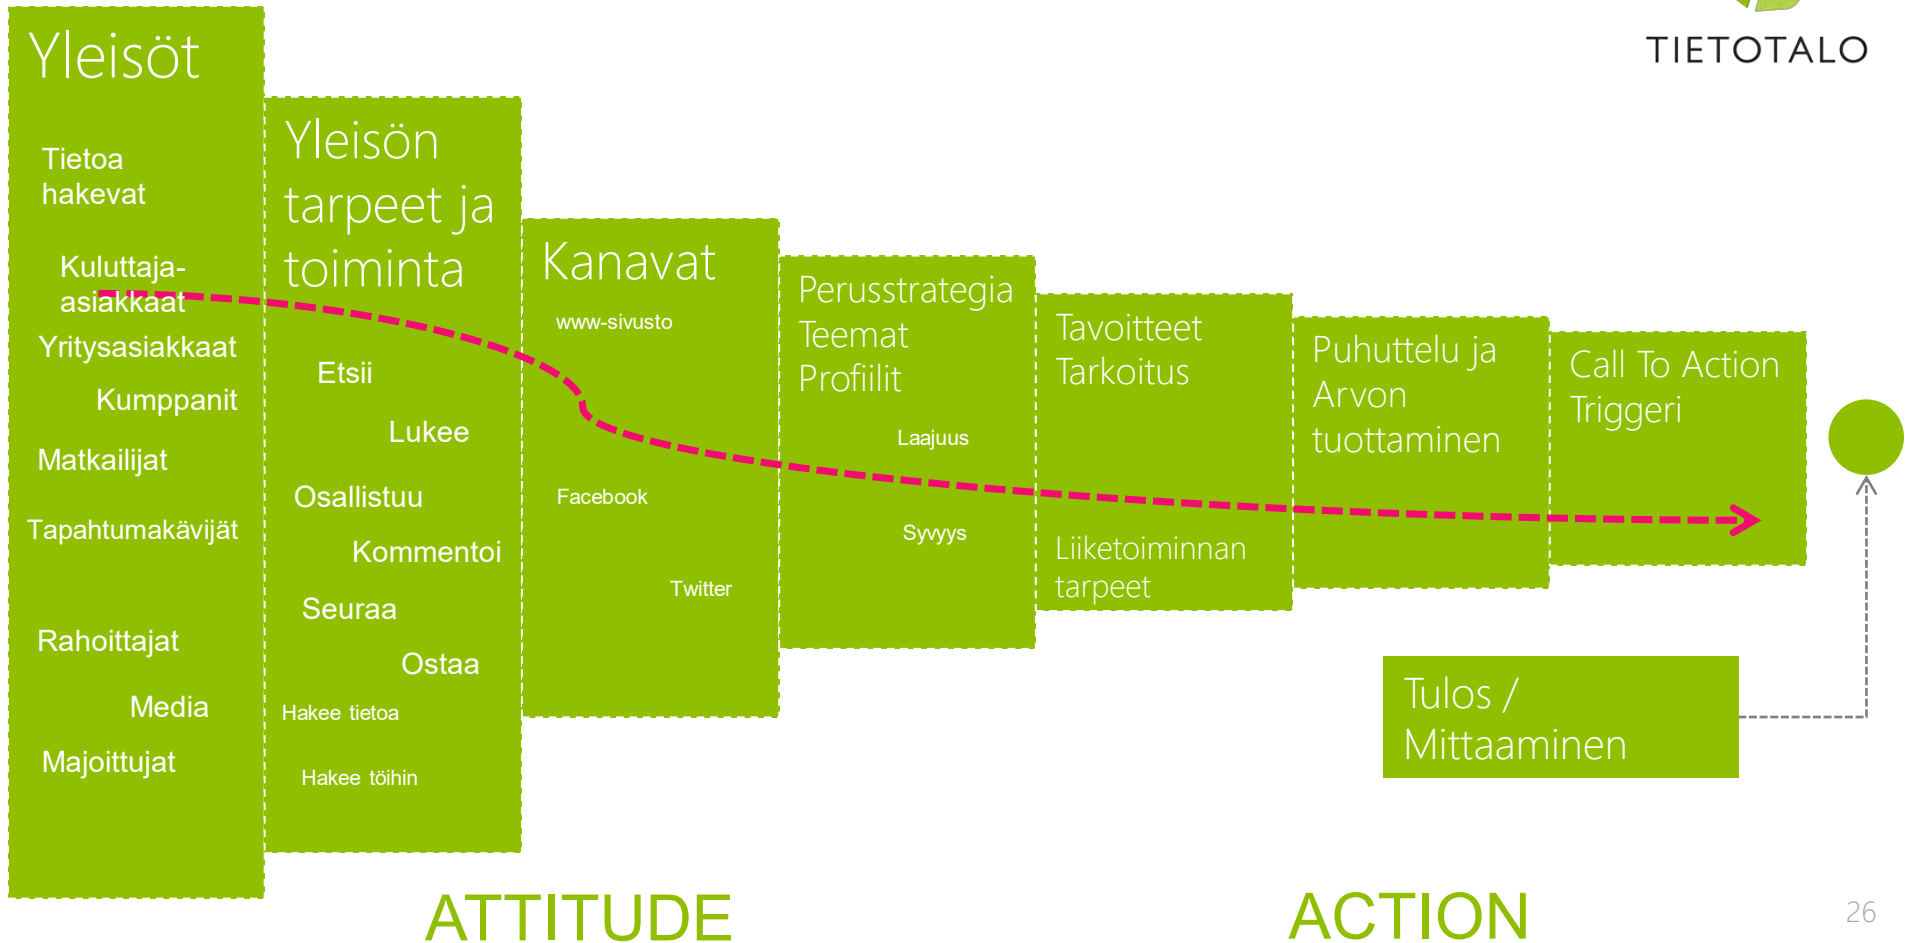 TIETOTALO
Yleisöt
Tietoa
hakevat
Kuluttaja-
asiakkaat
Yritysasiakkaat
Kumppanit
Matkailijat
Tapahtumakävijät
Rahoittajat
Media
Majoittujat
Yleisön
tarpeet ja
toiminta
Etsii
Lukee
Osallistuu
Kommentoi
Seuraa
Ostaa
Hakee tietoa
Hakee töihin
Kanavat
www-sivusto
Facebook
Twitter
Perusstrategia
Teemat
Profiilit
Laajuus
Syvyys
Tavoitteet
Tarkoitus
Liiketoiminnan
tarpeet
Puhuttelu ja
Arvon
tuottaminen
Call To Action
Triggeri
Tulos /
Mittaaminen
ATTITUDE
ACTION
26